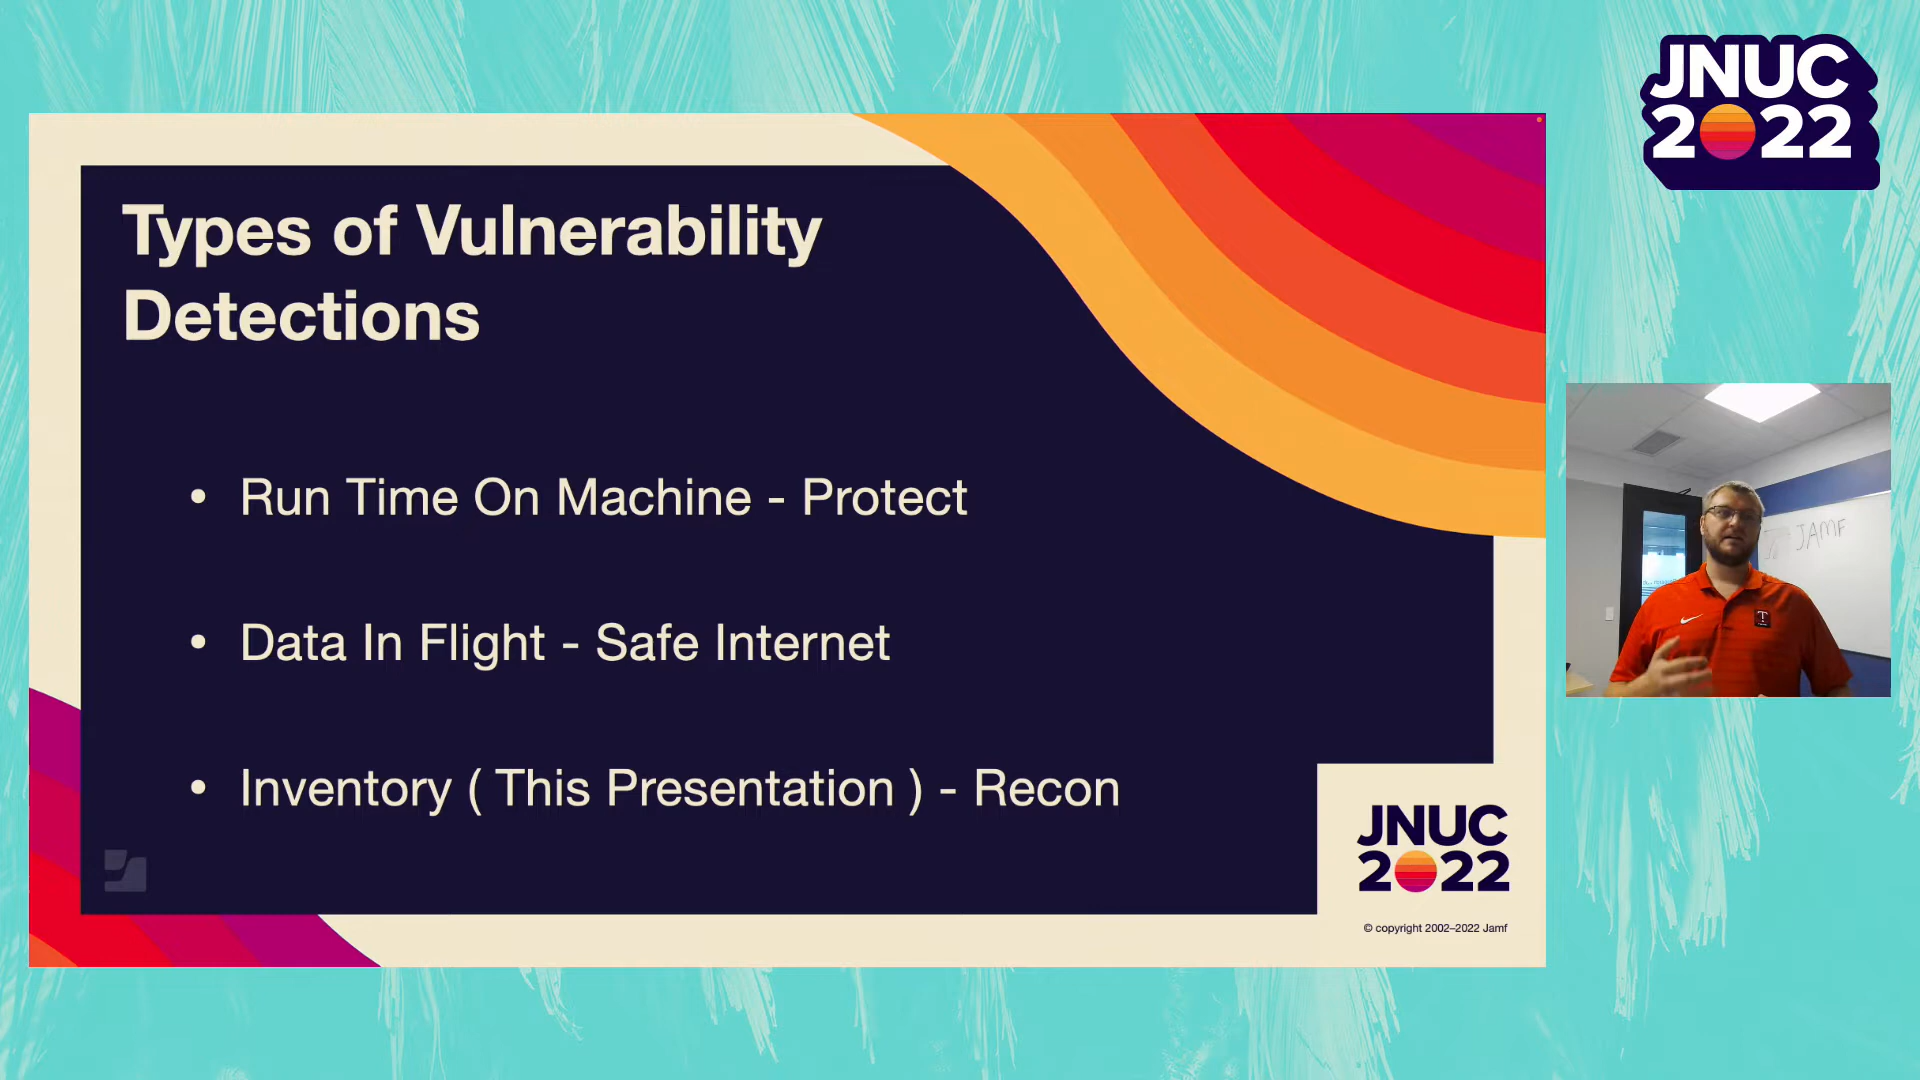 JNUC
2022
Types of Vulnerability
Detections
• Run Time On Machine - Protect
• Data In Flight - Safe Internet
• Inventory ( This Presentation ) - Recon
JNUC
2022
© copyright 2002–2022 Jamf
JAMF